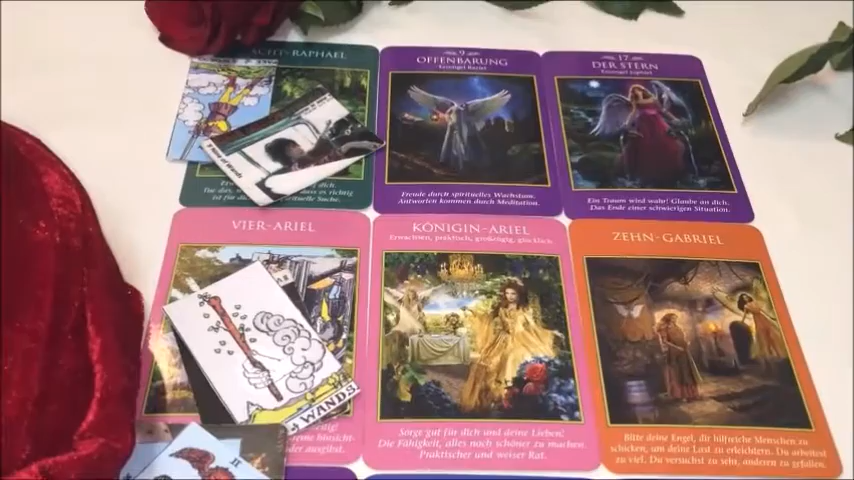 ACHT-RAPHAEL
9
OFFENBARUNG
Erzengel Raziel
Freude durch spirituelles Wachstum.
Antworten kommen durch Meditation.
17
DER STERN
Erzengel Jophiel
Ein Traum wird wahr! Glaube an dich!
Das Ende einer schwierigen Situation.
es richtig
spirituelle Suche.
VIER-ARIEL
KÖNIGIN-ARIEL
Erwachsen, praktisch, großzügig, glücklich.
Sorge gut für dich und deine Lieben!
Die Fähigkeit, alles noch schöner zu machen.
Praktischer und weiser Rat.
ZEHN-GABRIEL
Bitte deine Engel, dir hilfreiche Menschen zu
schicken, um deine Last zu erleichtern. Du arbeitest
zu viel. Du versuchst zu sehr, anderen zu gefallen.
WANDS